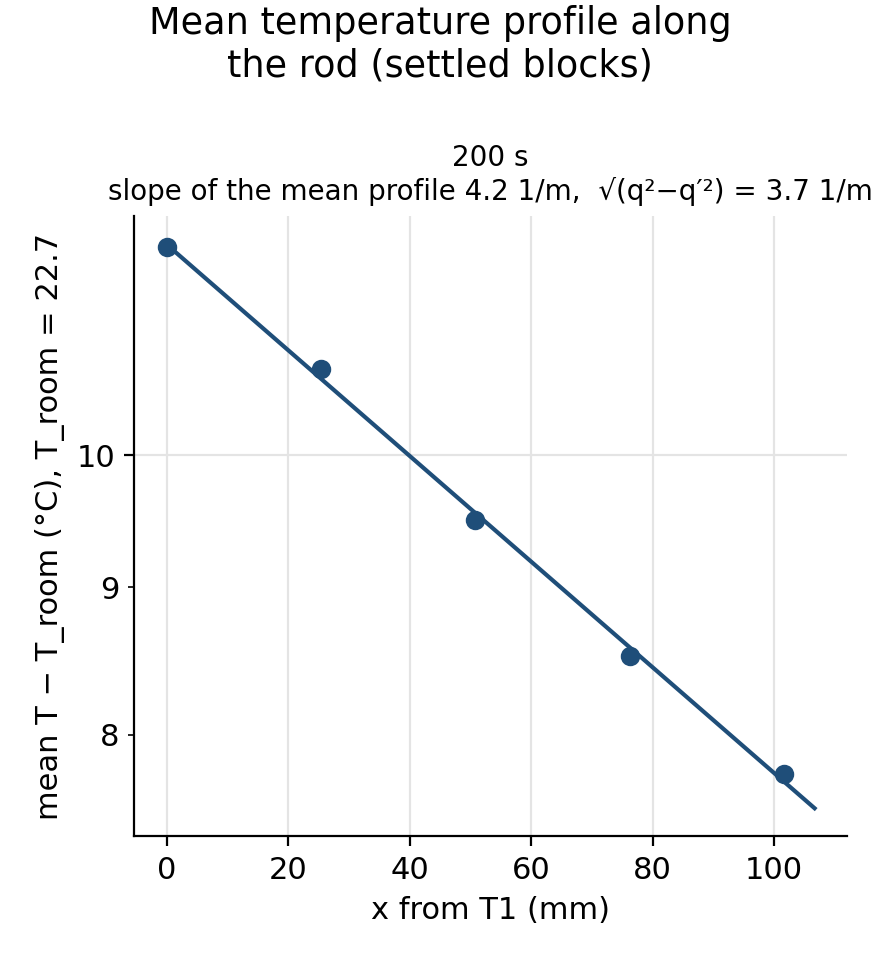 Mean temperature profile along
the rod (settled blocks)
200 s
slope of the mean profile 4.2 1/m, √(q²−q′²) = 3.7 1/m
mean T − T_room (°C), T_room = 22.7
10
9
8
0 20 40 60 80 100
x from T1 (mm)